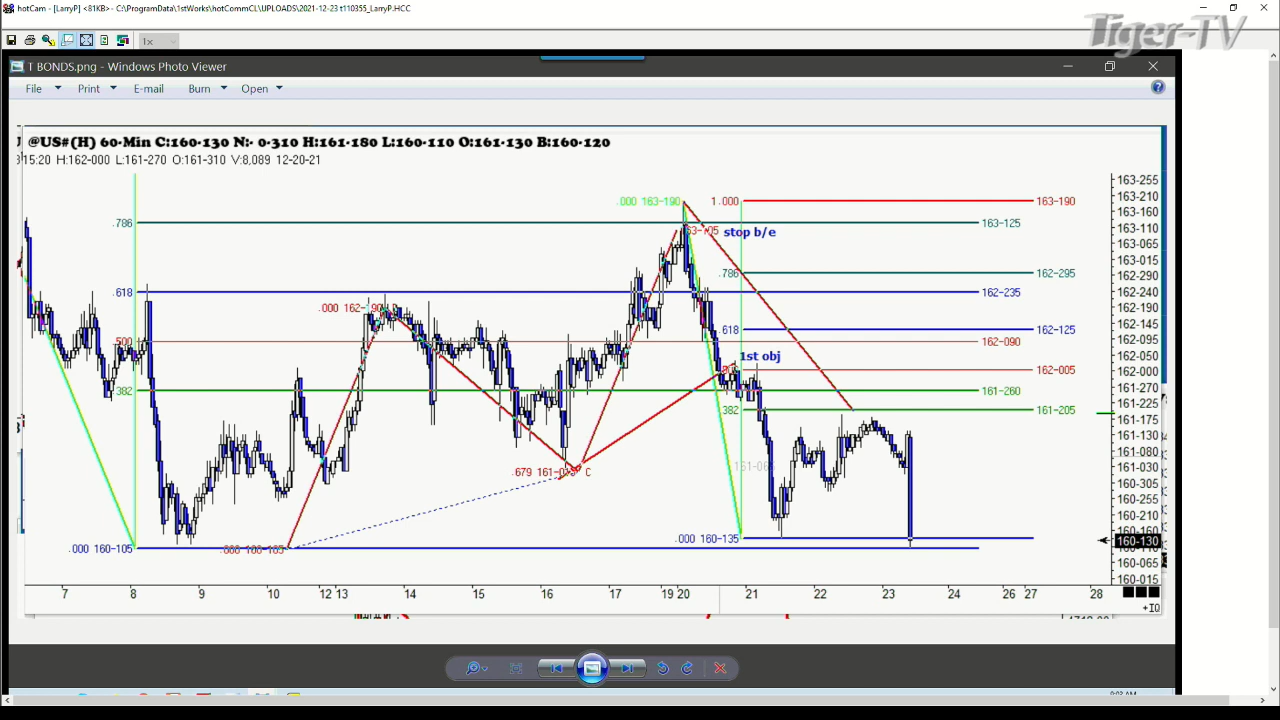 hotCam - [LarryP] <81KB> - C:\ProgramData\1stWorks\hotCommCL\UPLOADS\2021-12-23 t110355_LarryP.HCC
Tiger-TV
1x
T BONDS.png - Windows Photo Viewer
File Print E-mail Burn Open
@US#(H) 60-Min C:160-130 N:- 0-310 H:161-180 L:160-110 O:161-130 B:160-120
15:20 H:162-000 L:161-270 O:161-310 V:8,089 12-20-21
163-255
.000 163-190 1.000 163-190 163-210
163-160
.786 163-125
stop b/e 163-110
163-065
163-015
.786 162-295 162-290
.618 162-235 162-240
.000 162-190 162-190
.618 162-125 162-145
.500 162-090 162-095
1st obj 162-050
162-005 162-000
.382 161-260 161-270
.382 161-205 161-225
161-175
161-130
161-080
.679 C 161-030
160-305
160-255
160-210
160-160
.000 160-135 160-130
.000 160-105 .000
160-065
160-015
7 8 9 10 12 13 14 15 16 17 19 20 21 22 23 24 26 27 28
+IQ